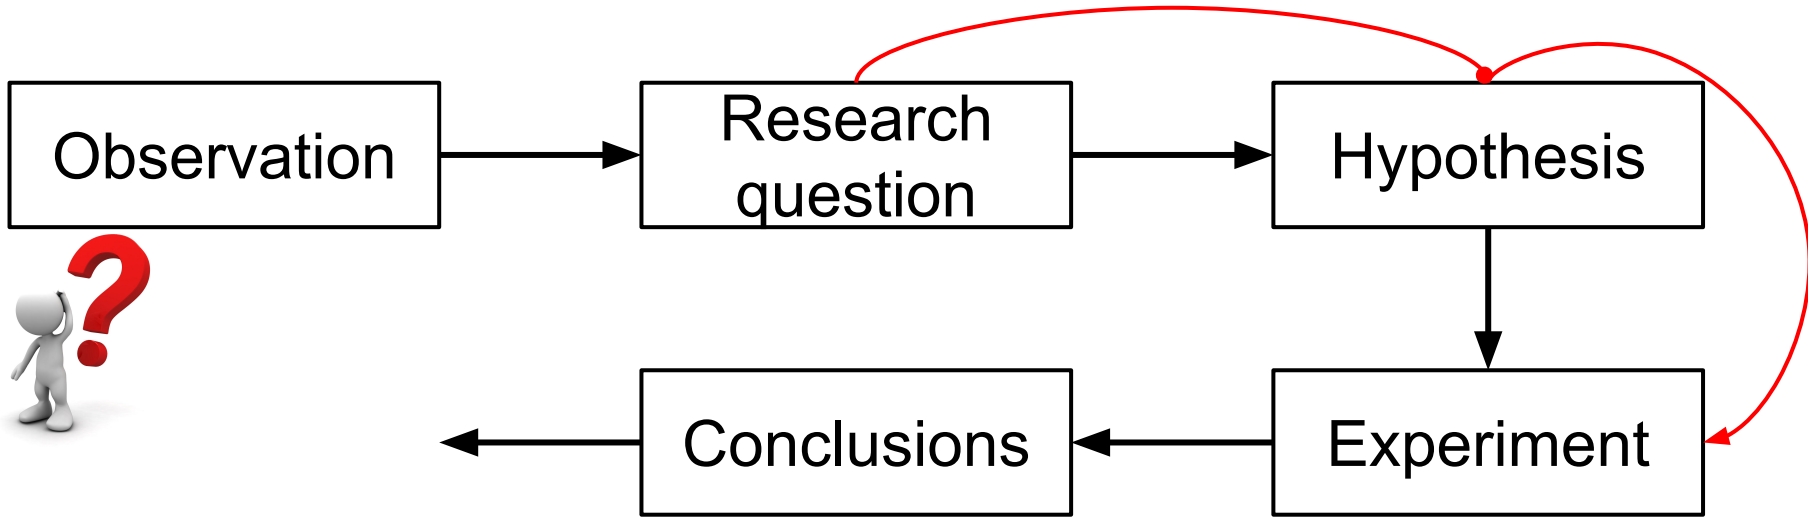 Observation
Research
question
Hypothesis
Conclusions
Experiment
?